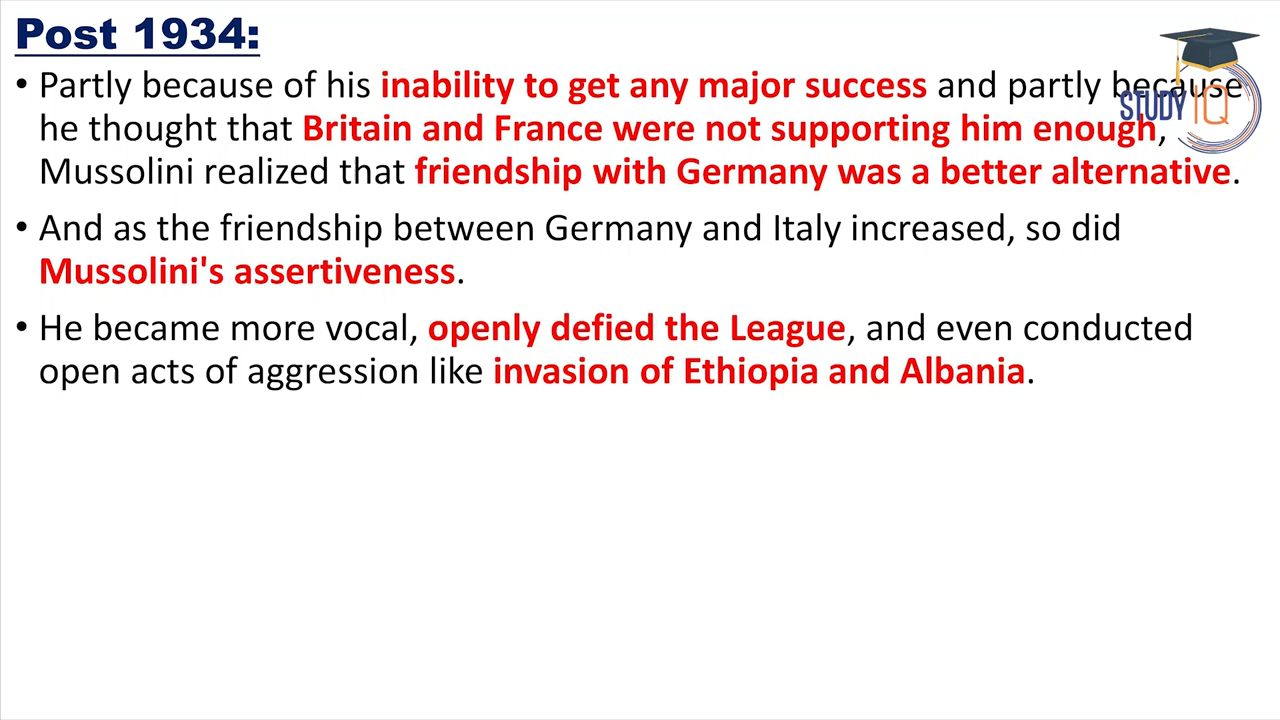 Post 1934:
• Partly because of his inability to get any major success and partly because
he thought that Britain and France were not supporting him enough,
Mussolini realized that friendship with Germany was a better alternative.
• And as the friendship between Germany and Italy increased, so did
Mussolini's assertiveness.
• He became more vocal, openly defied the League, and even conducted
open acts of aggression like invasion of Ethiopia and Albania.
STUDY IQ